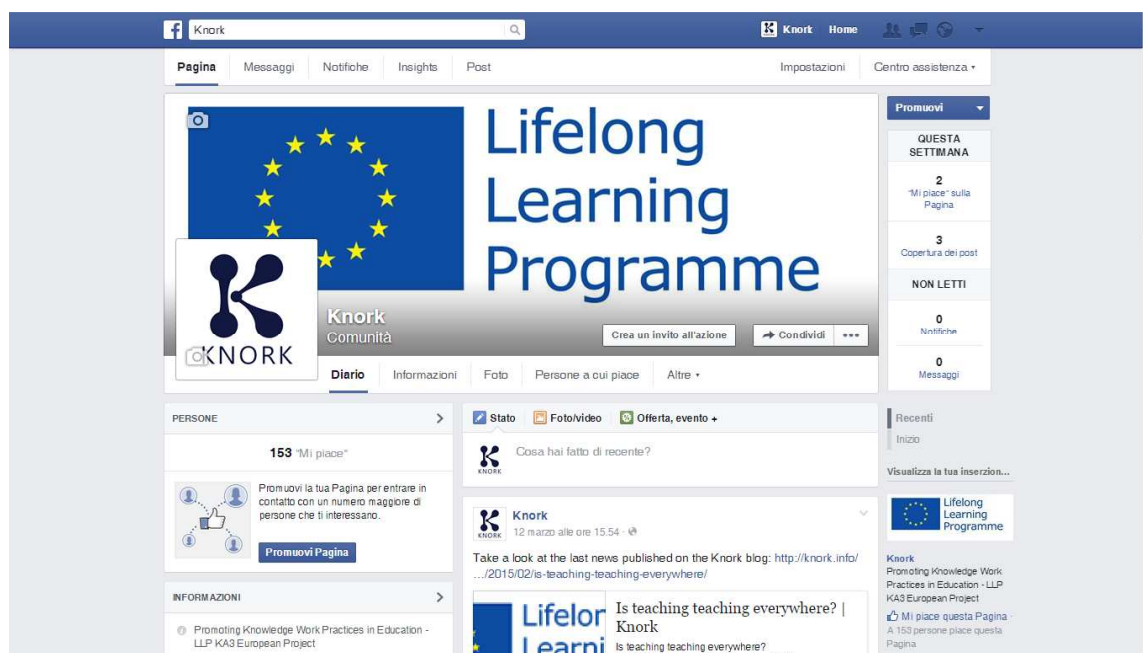 Knork
Knork Home
Pagina Messaggi Notifiche Insights Post Impostazioni Centro assistenza
Lifelong
Learning
Programme
KNORK
Knork
Comunità
Crea un invito all'azione Condividi
Diario Informazioni Foto Persone a cui piace Altre
Promuovi
QUESTA
SETTIMANA
2
"Mi piace" sulla
Pagina
3
Copertura dei post
NON LETTI
0
Notifiche
0
Messaggi
PERSONE
153 "Mi piace"
Promuovi la tua Pagina per entrare in
contatto con un numero maggiore di
persone che ti interessano.
Promuovi Pagina
INFORMAZIONI
Promoting Knowledge Work Practices in Education -
LLP KA3 European Project
Stato Foto/video Offerta, evento +
KNORK
Cosa hai fatto di recente?
KNORK
Knork
12 marzo alle ore 15.54
Take a look at the last news published on the Knork blog: http://knork.info/
…/2015/02/is-teaching-teaching-everywhere/
Lifelon
Learni
Is teaching teaching everywhere? |
Knork
Is teaching teaching everywhere?
Recenti
Inizio
Visualizza la tua inserzion...
Lifelong
Learning
Programme
Knork
Promoting Knowledge Work
Practices in Education - LLP
KA3 European Project
Mi piace questa Pagina ·
A 153 persone piace questa
Pagina